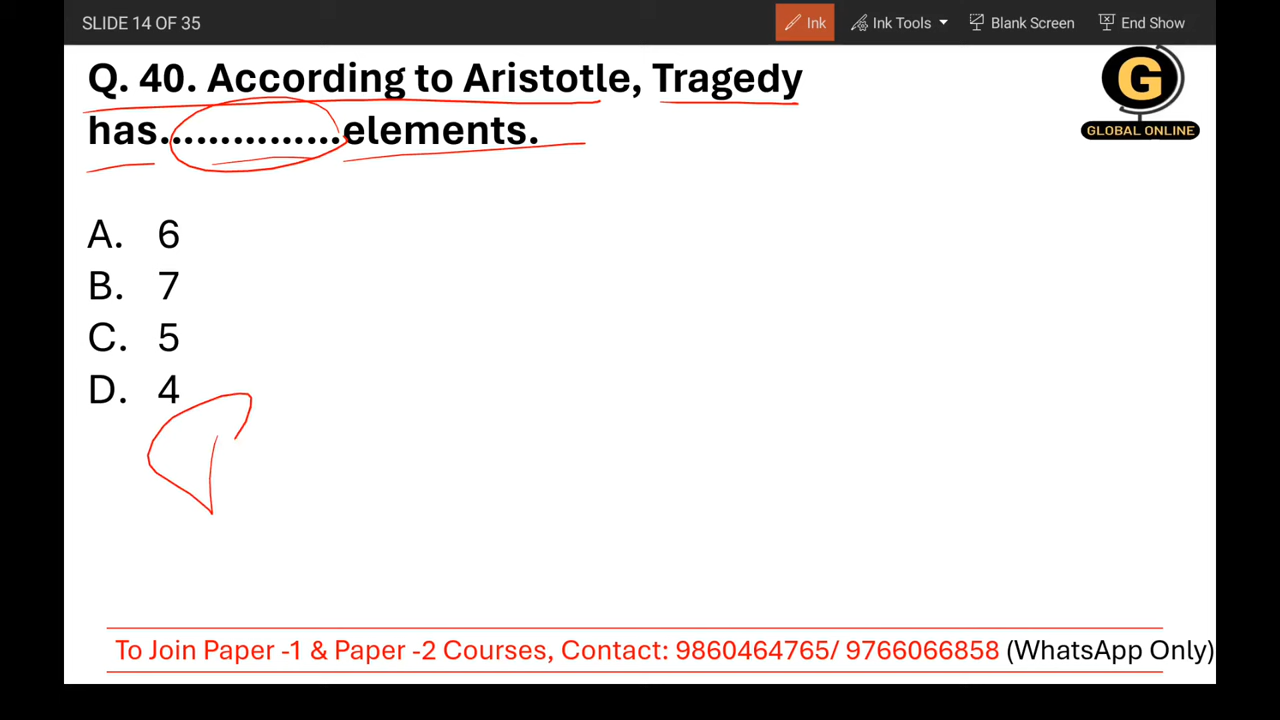 SLIDE 14 OF 35
Ink
Ink Tools
Blank Screen
End Show
Q. 40. According to Aristotle, Tragedy
has……………elements.
G
GLOBAL ONLINE
A. 6
B. 7
C. 5
D. 4
To Join Paper -1 & Paper -2 Courses, Contact: 9860464765/ 9766066858 (WhatsApp Only)